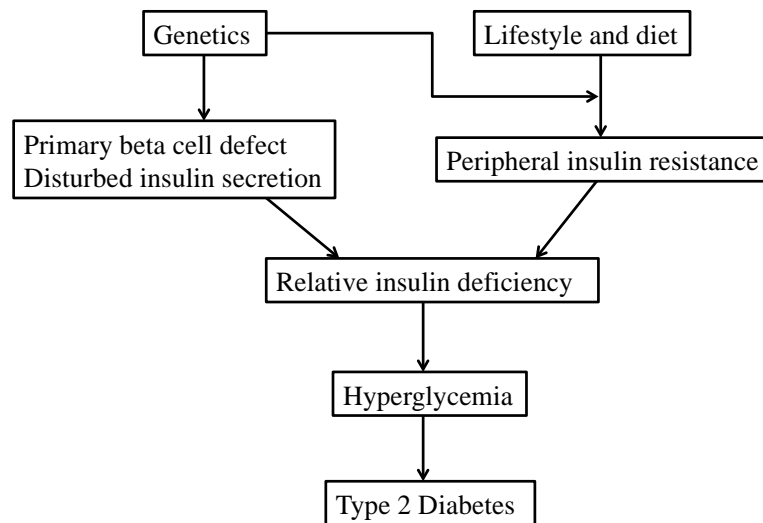 Genetics
Lifestyle and diet
Primary beta cell defect
Disturbed insulin secretion
Peripheral insulin resistance
Relative insulin deficiency
Hyperglycemia
Type 2 Diabetes